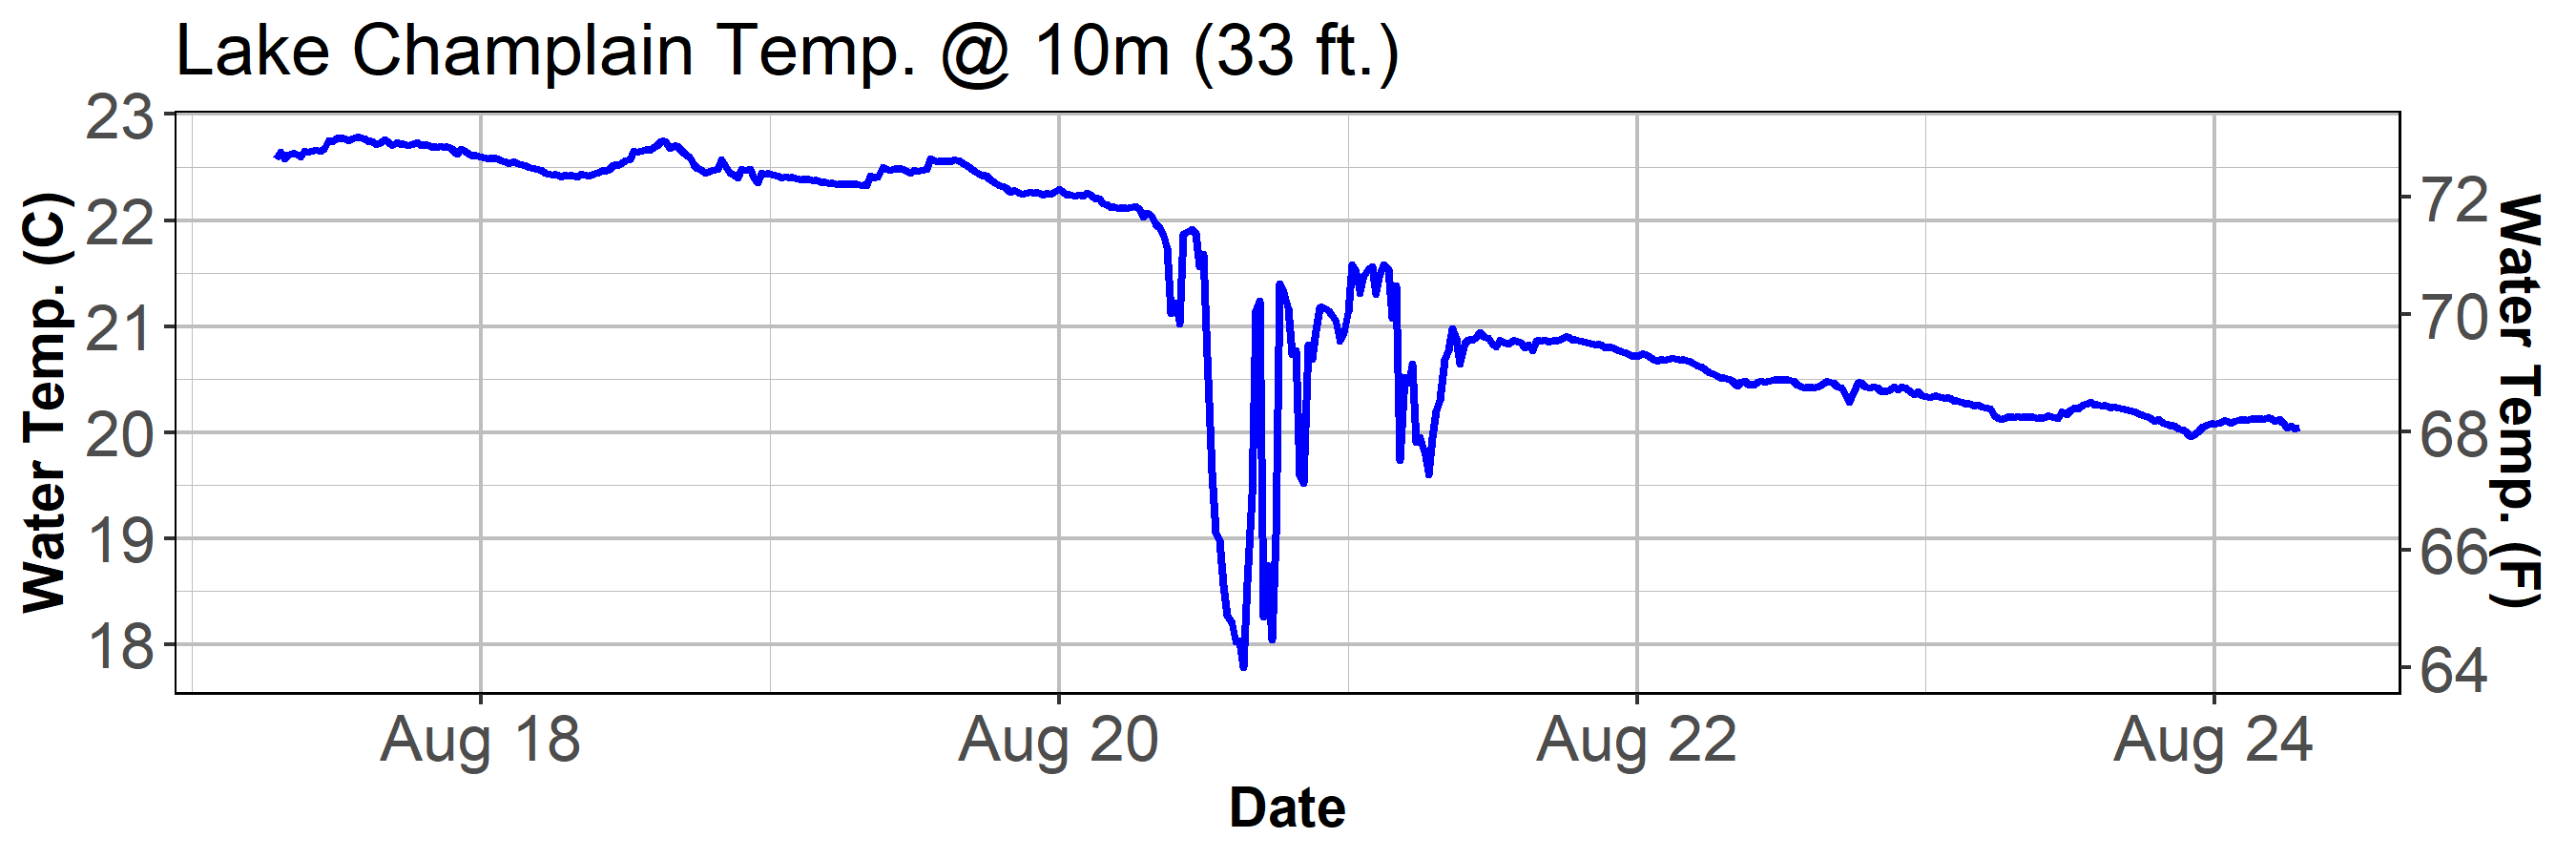 Lake Champlain Temp. @ 10m (33 ft.)
23
22
21
20
19
18
Water Temp. (C)
72
70
68
66
64
Water Temp. (F)
Aug 18 Aug 20 Aug 22 Aug 24
Date